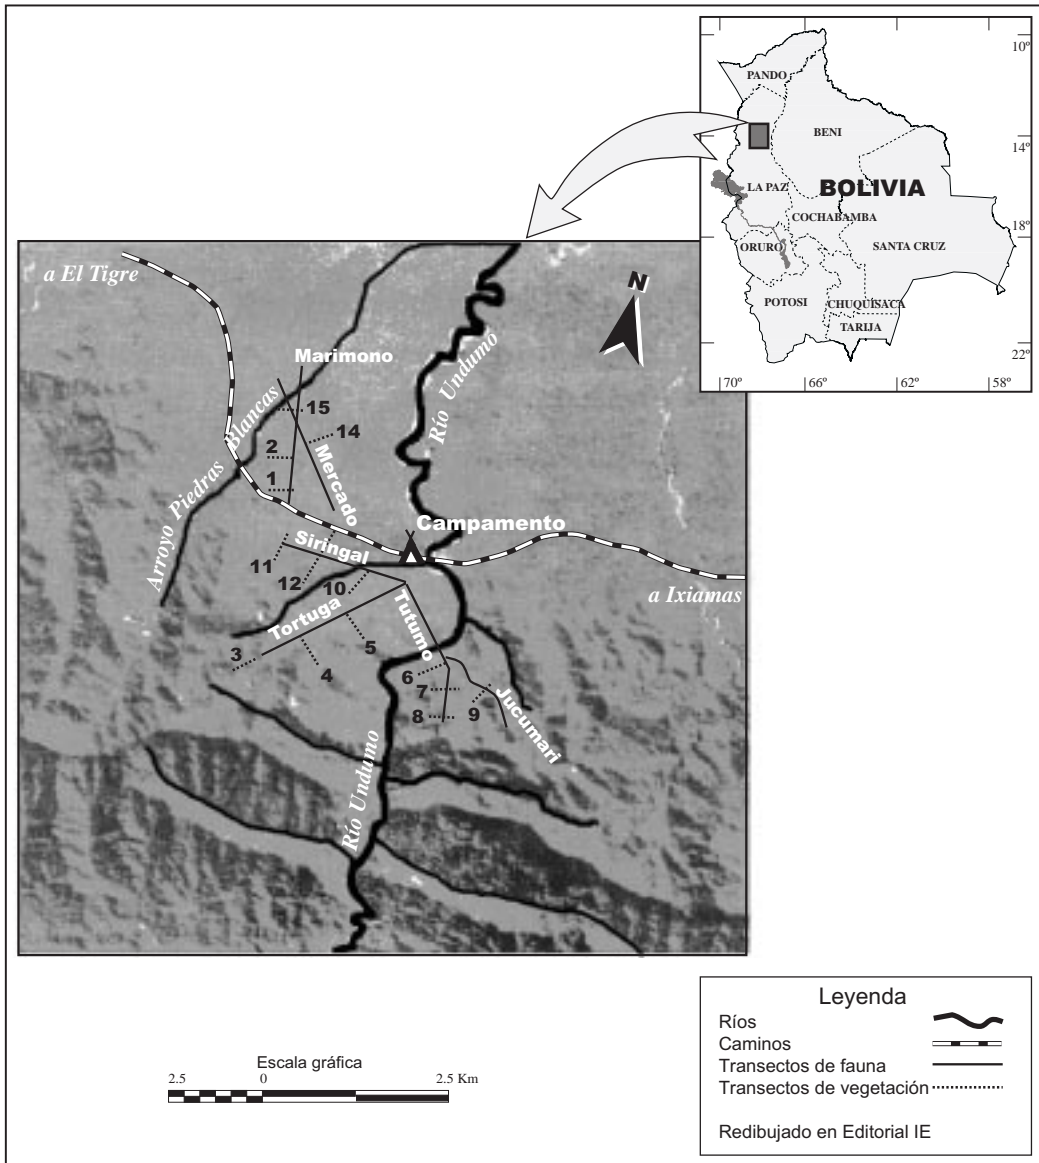 10º
PANDO
BENI
14º
LA PAZ
BOLIVIA
COCHABAMBA
18º
ORURO
SANTA CRUZ
POTOSI
CHUQUISACA
TARIJA
22º
70º
66º
62º
58º
a El Tigre
N
Marimono
Río Undumo
15
14
Arroyo Piedras Blancas
2
Mercado
1
Campamento
Siringal
11
12
10
a Ixiamas
Tortuga
Tutumo
5
3
4
6
7
Jucumari
8
9
Río Undumo
Leyenda
Ríos
Caminos
Transectos de fauna
Transectos de vegetación
Redibujado en Editorial IE
Escala gráfica
2.5 0 2.5 Km